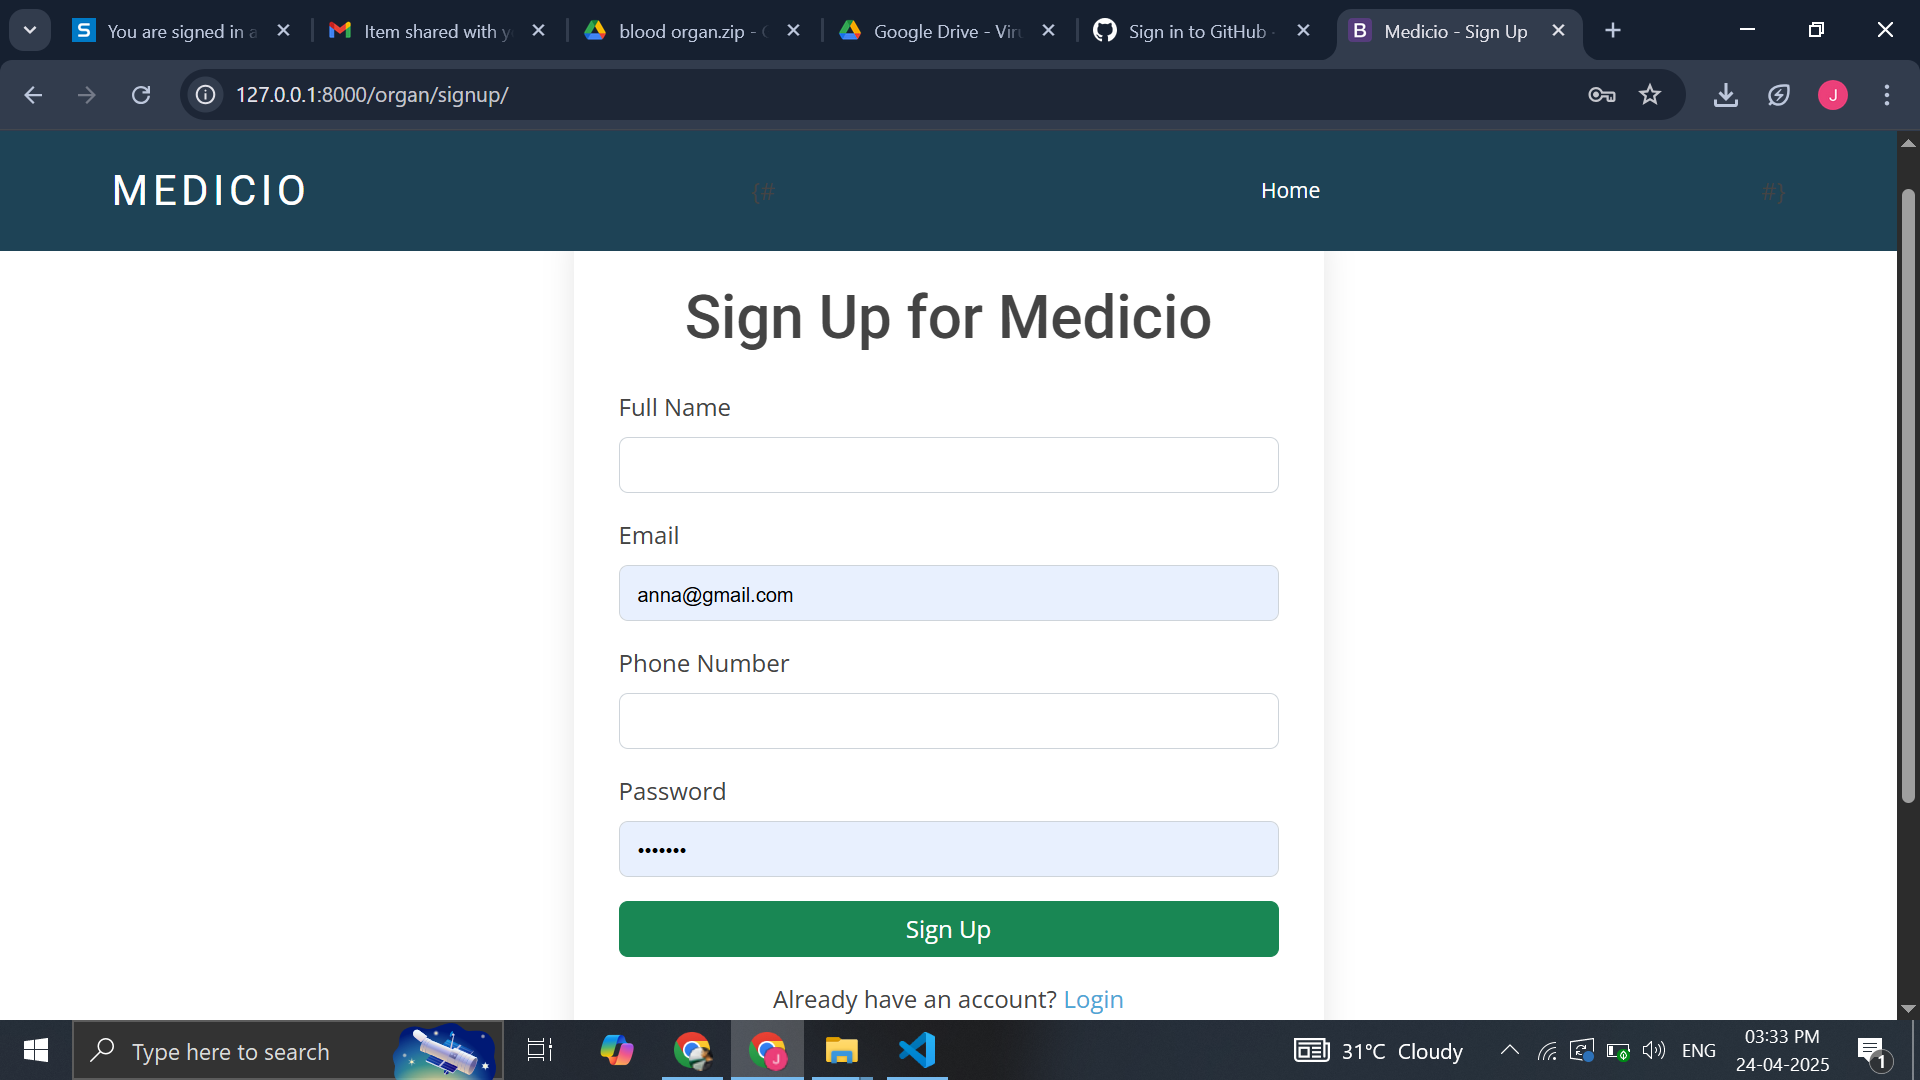 You are signed in a
Item shared with y
blood organ.zip -
Google Drive - Viru
Sign in to GitHub
Medicio - Sign Up
127.0.0.1:8000/organ/signup/
J
MEDICIO
{#
Home
#}
Sign Up for Medicio
Full Name
Email
anna@gmail.com
Phone Number
Password
•••••••
Sign Up
Already have an account? Login
Type here to search
31°C Cloudy
ENG
03:33 PM
24-04-2025
1